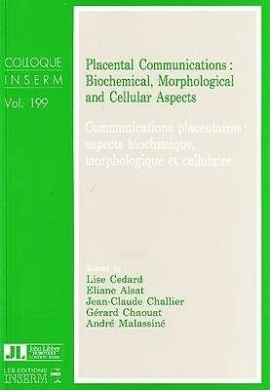 COLLOQUE
INSERM
Vol. 199
Placental Communications :
Biochemical, Morphological
and Cellular Aspects
Communications placentaires :
aspects biochimique,
morphologique et cellulaire
Edited by
Lise Cedard
Eliane Alsat
Jean-Claude Challier
Gérard Chaouat
André Malassiné
JL
John Libbey
EUROTEXT
LONDON PARIS
LES EDITIONS
INSERM